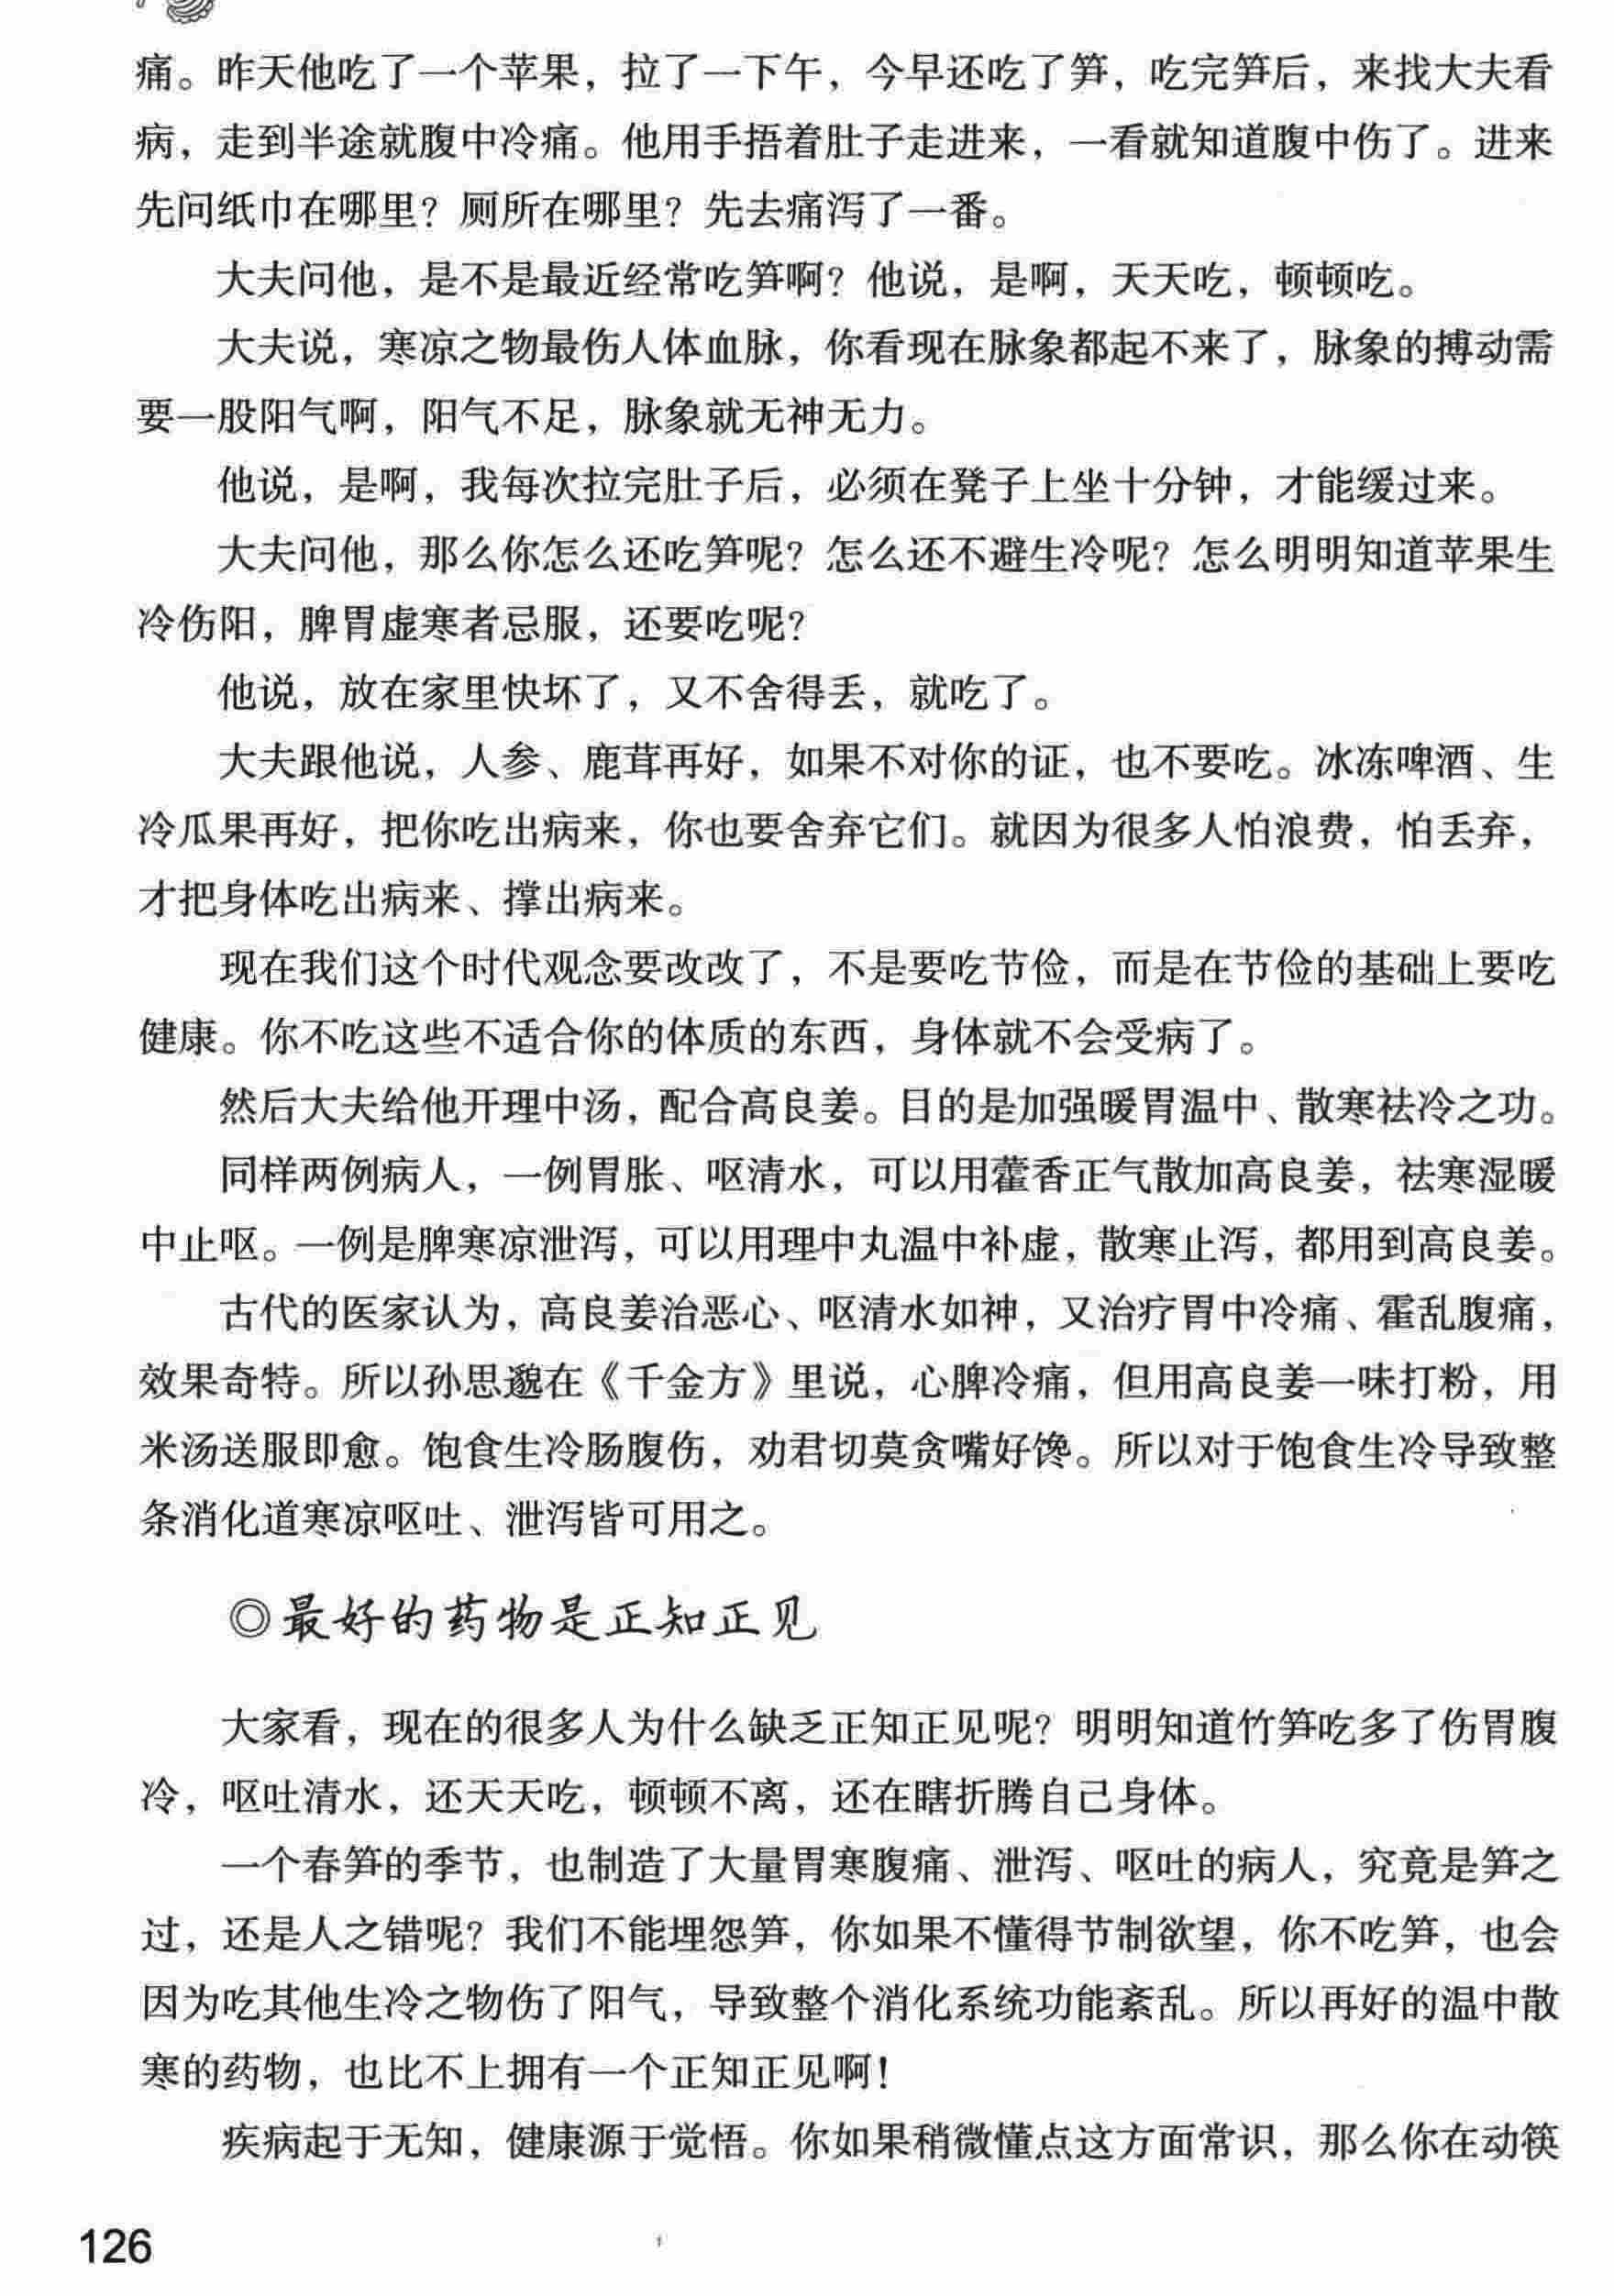 痛。昨天他吃了一个苹果，拉了一下午，今早还吃了笋，吃完笋后，来找大夫看
病，走到半途就腹中冷痛。他用手捂着肚子走进来，一看就知道腹中伤了。进来
先问纸巾在哪里？厕所在哪里？先去痛泻了一番。
大夫问他，是不是最近经常吃笋啊？他说，是啊，天天吃，顿顿吃。
大夫说，寒凉之物最伤人体血脉，你看现在脉象都起不来了，脉象的搏动需
要一股阳气啊，阳气不足，脉象就无神无力。
他说，是啊，我每次拉完肚子后，必须在凳子上坐十分钟，才能缓过来。
大夫问他，那么你怎么还吃笋呢？怎么还不避生冷呢？怎么明明知道苹果生
冷伤阳，脾胃虚寒者忌服，还要吃呢？
他说，放在家里快坏了，又不舍得丢，就吃了。
大夫跟他说，人参、鹿茸再好，如果不对你的证，也不要吃。冰冻啤酒、生
冷瓜果再好，把你吃出病来，你也要舍弃它们。就因为很多人怕浪费，怕丢弃，
才把身体吃出病来、撑出病来。
现在我们这个时代观念要改改了，不是要吃节俭，而是在节俭的基础上要吃
健康。你不吃这些不适合你的体质的东西，身体就不会受病了。
然后大夫给他开理中汤，配合高良姜。目的是加强暖胃温中、散寒祛冷之功。
同样两例病人，一例胃胀、呕清水，可以用藿香正气散加高良姜，祛寒湿暖
中止呕。一例是脾寒凉泄泻，可以用理中丸温中补虚，散寒止泻，都用到高良姜。
古代的医家认为，高良姜治恶心、呕清水如神，又治疗胃中冷痛、霍乱腹痛，
效果奇特。所以孙思邈在《千金方》里说，心脾冷痛，但用高良姜一味打粉，用
米汤送服即愈。饱食生冷肠腹伤，劝君切莫贪嘴好馋。所以对于饱食生冷导致整
条消化道寒凉呕吐、泄泻皆可用之。
◎最好的药物是正知正见
大家看，现在的很多人为什么缺乏正知正见呢？明明知道竹笋吃多了伤胃腹
冷，呕吐清水，还天天吃，顿顿不离，还在瞎折腾自己身体。
一个春笋的季节，也制造了大量胃寒腹痛、泄泻、呕吐的病人，究竟是笋之
过，还是人之错呢？我们不能埋怨笋，你如果不懂得节制欲望，你不吃笋，也会
因为吃其他生冷之物伤了阳气，导致整个消化系统功能紊乱。所以再好的温中散
寒的药物，也比不上拥有一个正知正见啊！
疾病起于无知，健康源于觉悟。你如果稍微懂点这方面常识，那么你在动筷
126